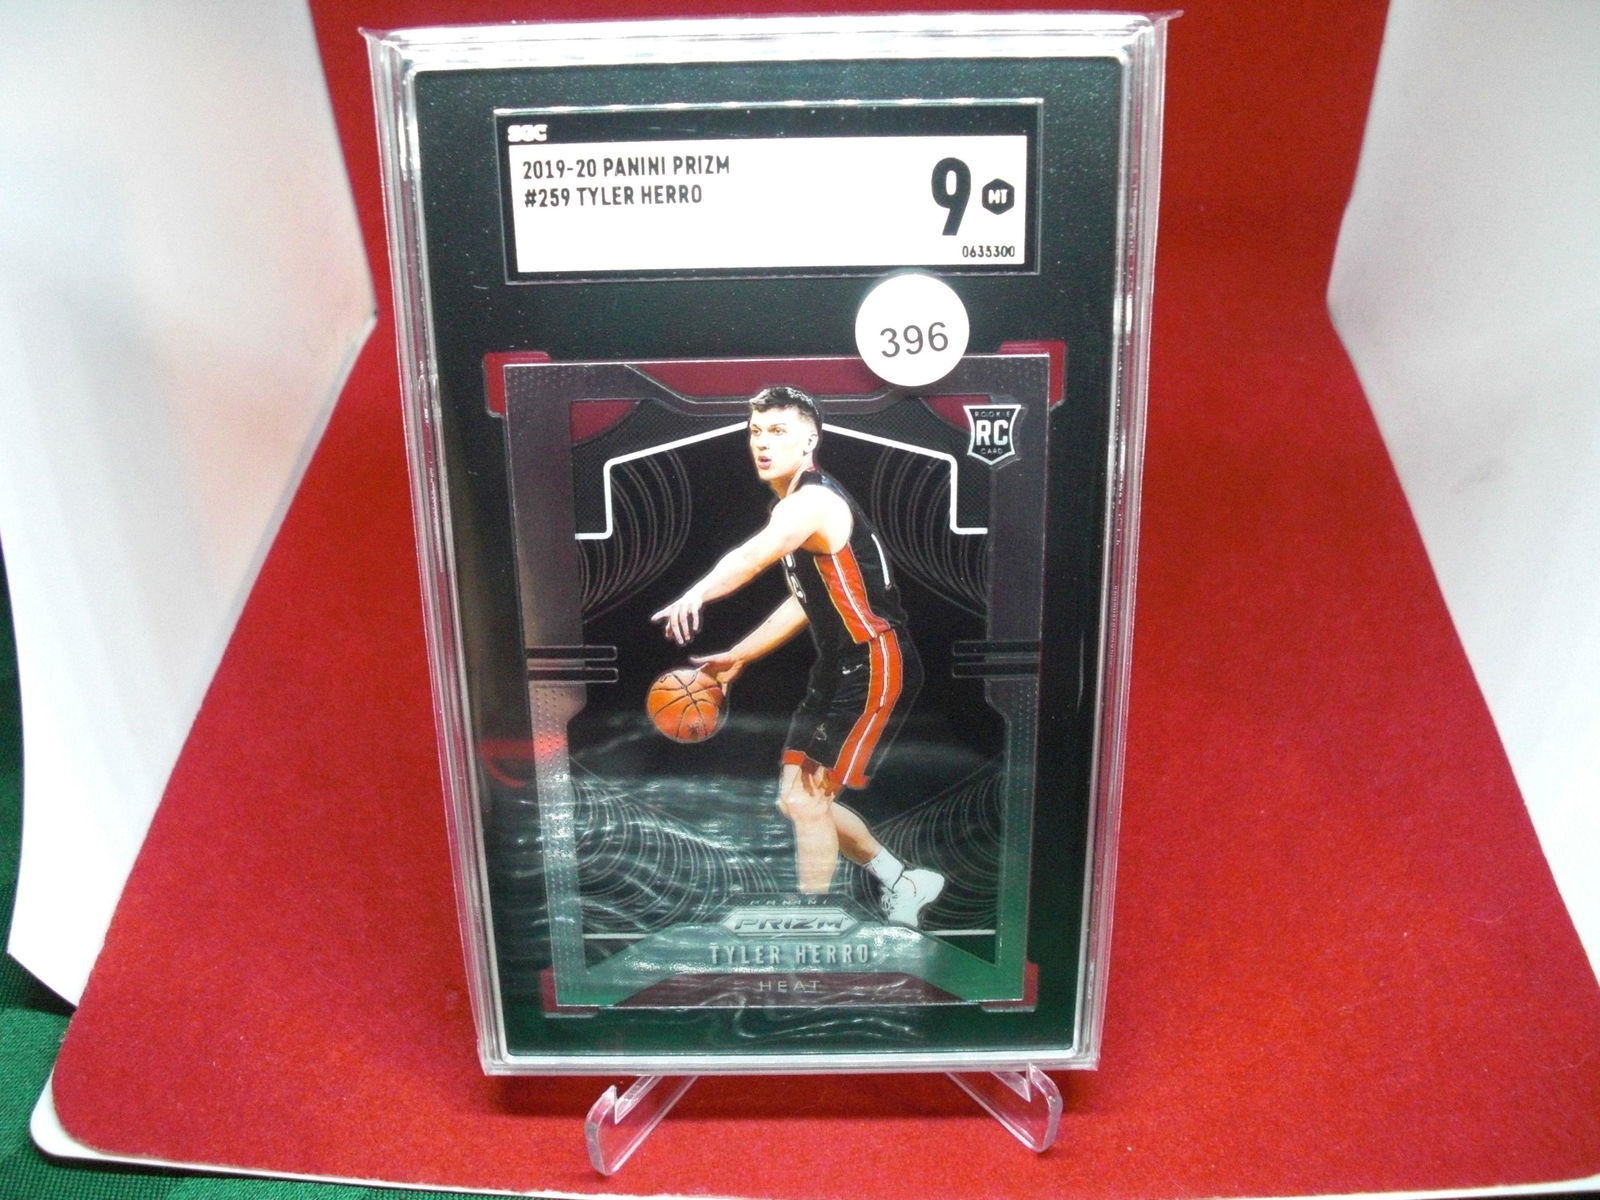 SGC
2019-20 PANINI PRIZM
#259 TYLER HERRO
9
MT
0635300
396
ROOKIE
RC
CARD
PANINI
PRIZM
TYLER HERRO
HEAT